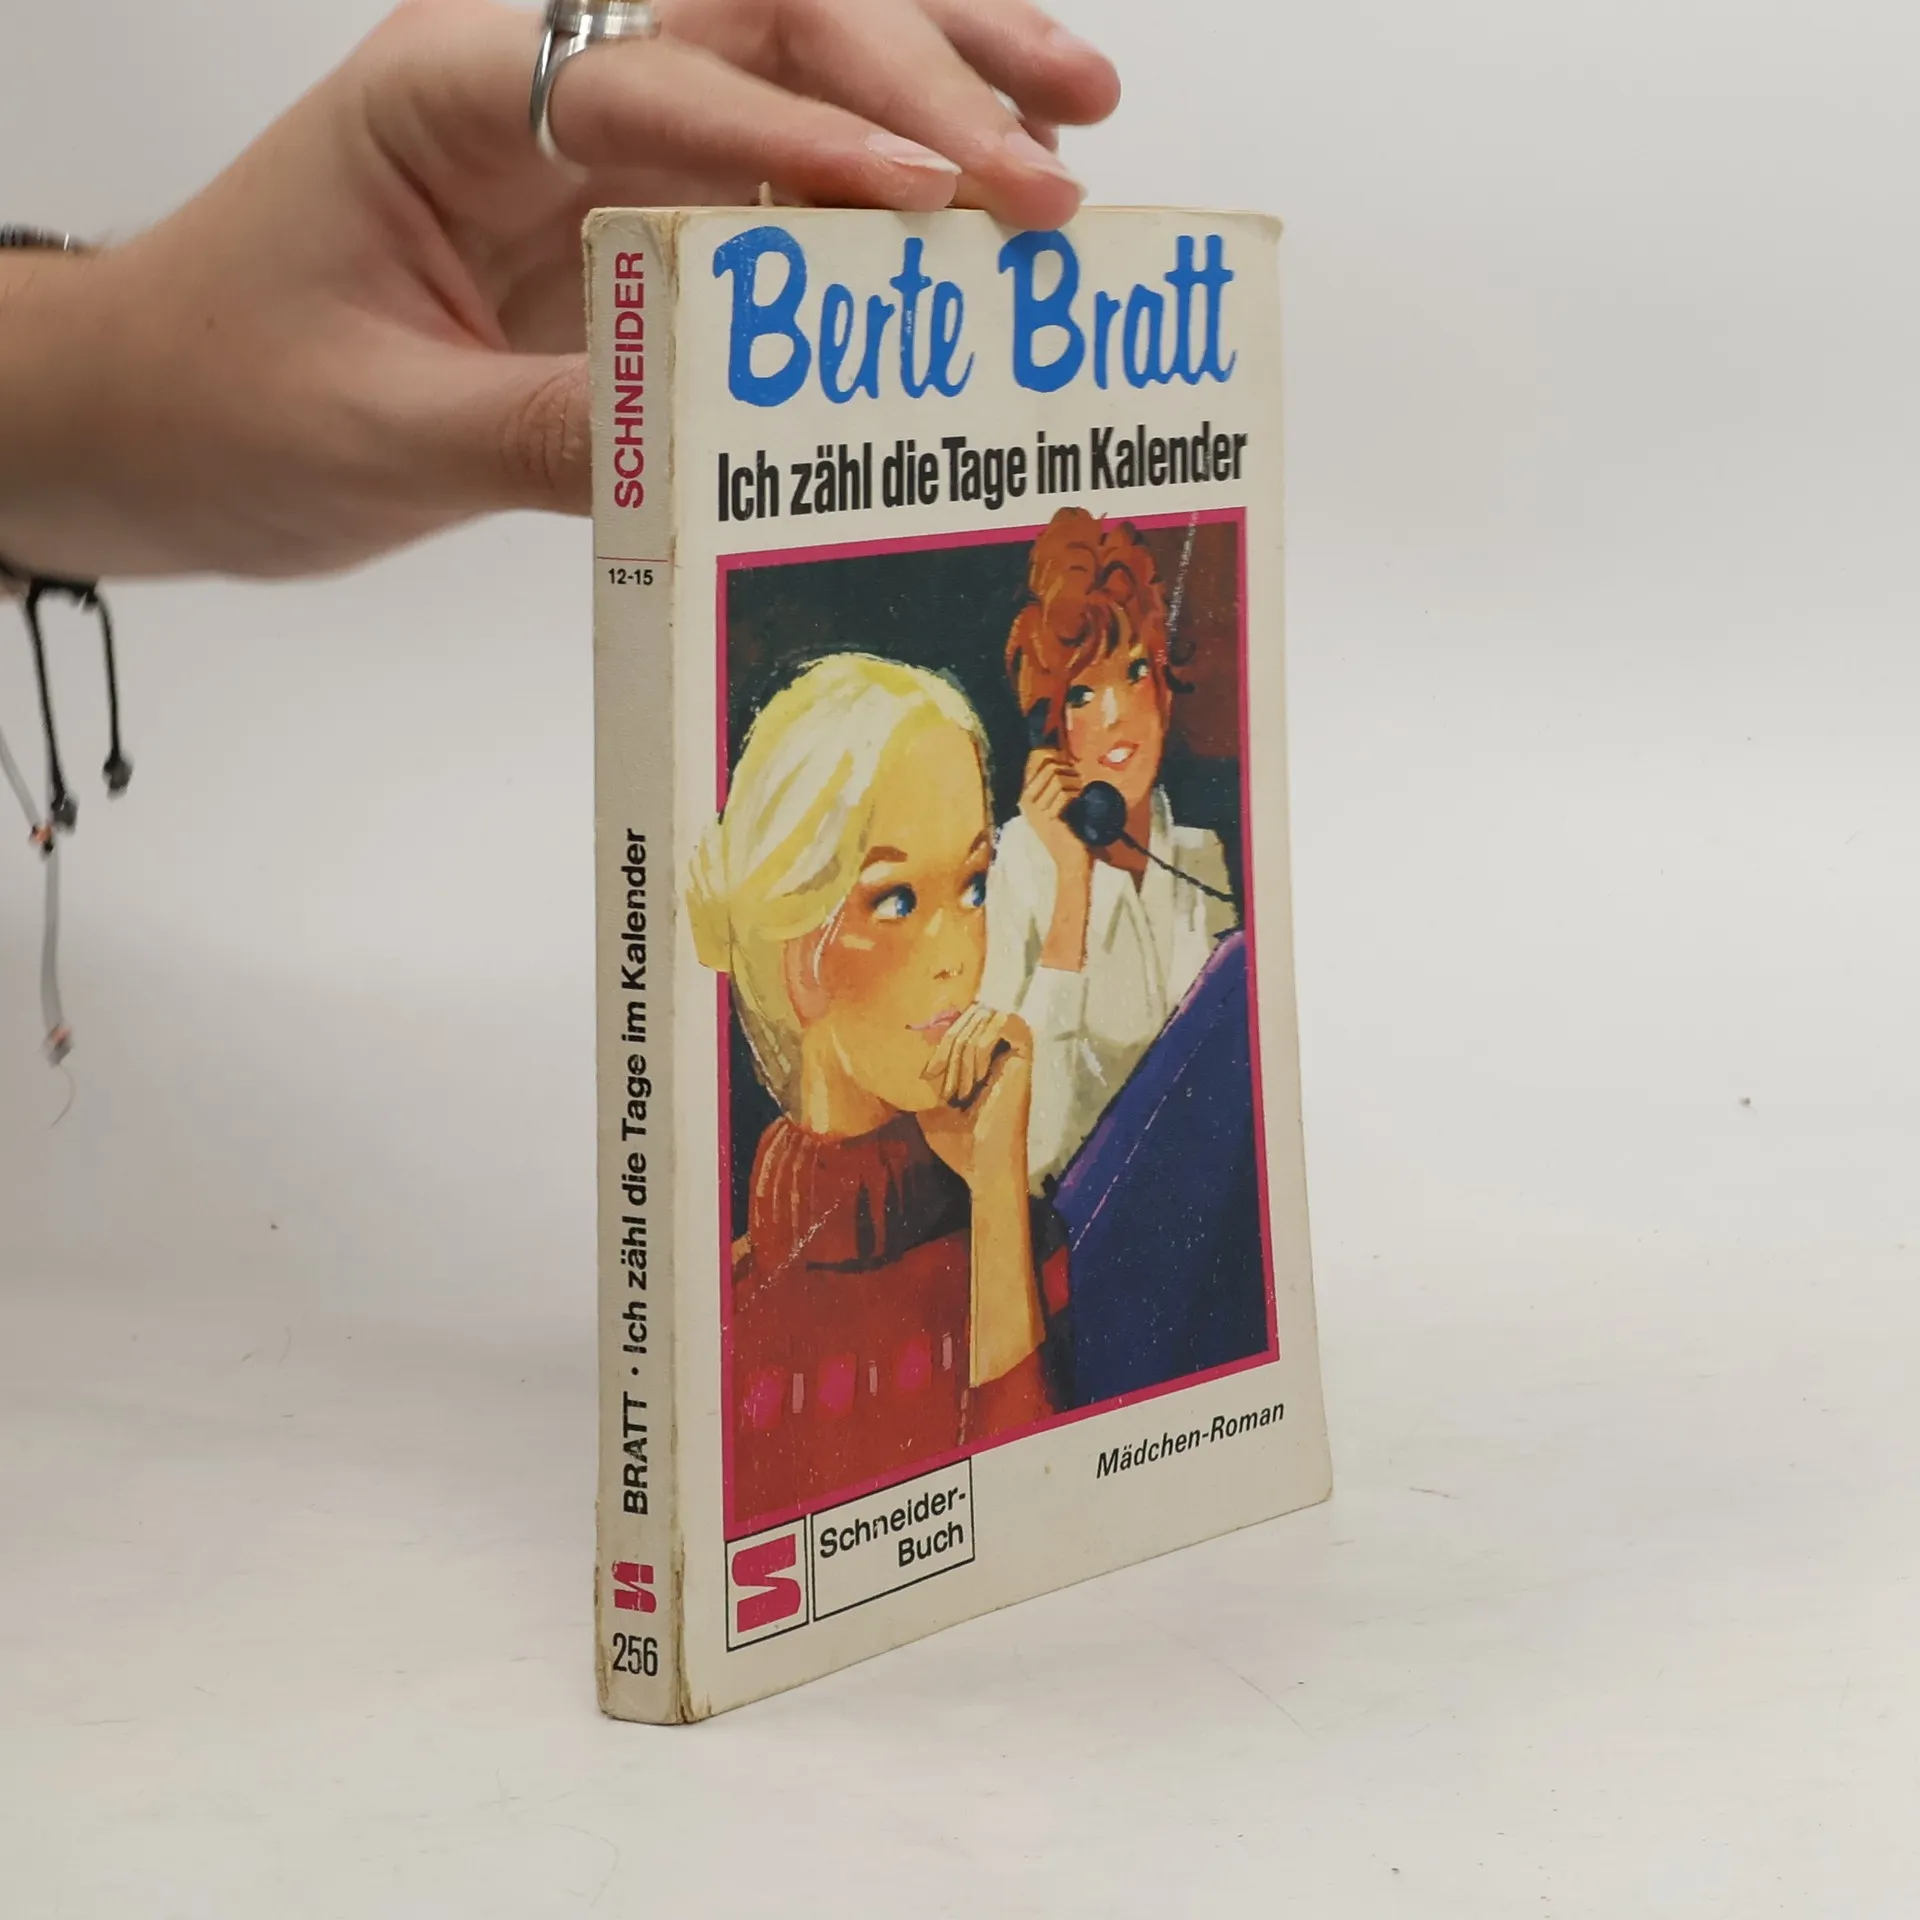 Berte Bratt
Ich zähl die Tage im Kalender
Mädchen-Roman
Schneider-
Buch
SCHNEIDER
12-15
BRATT · Ich zähl die Tage im Kalender
256